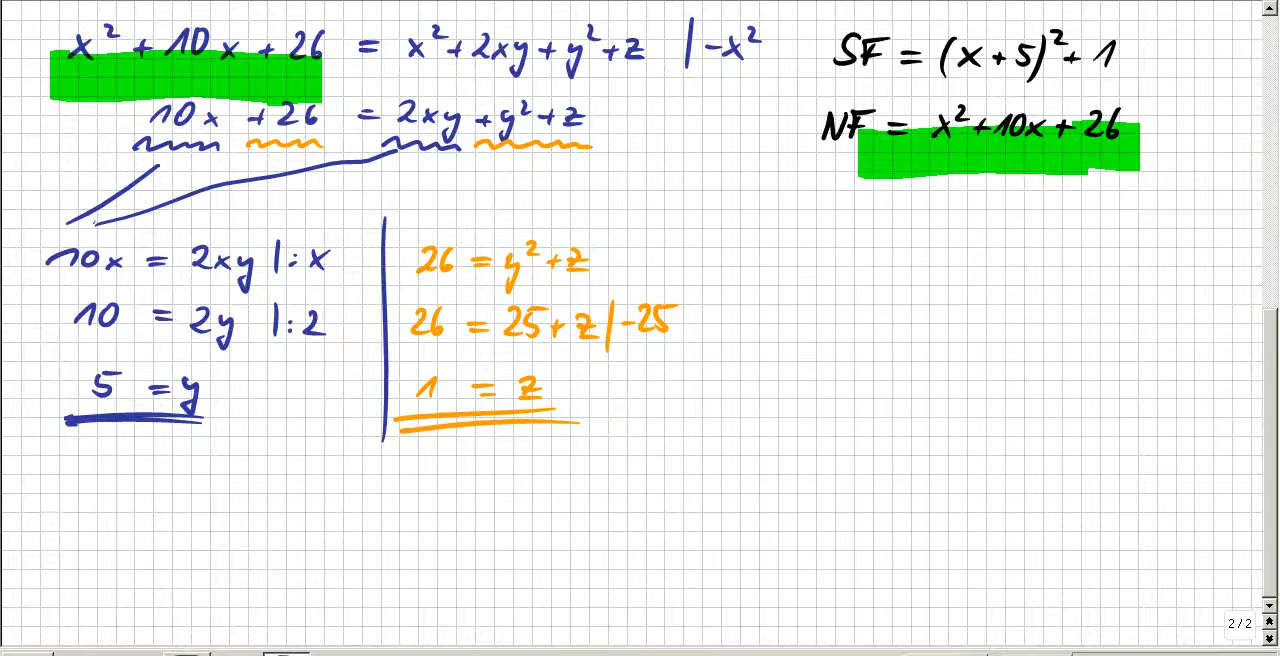 x² + 10x + 26 = x² + 2xy + y² + z | -x²
10x + 26 = 2xy + y² + z
10x = 2xy | : x
10 = 2y | : 2
5 = y
26 = y² + z
26 = 25 + z | -25
1 = z
SF = (x + 5)² + 1
NF = x² + 10x + 26
2/2